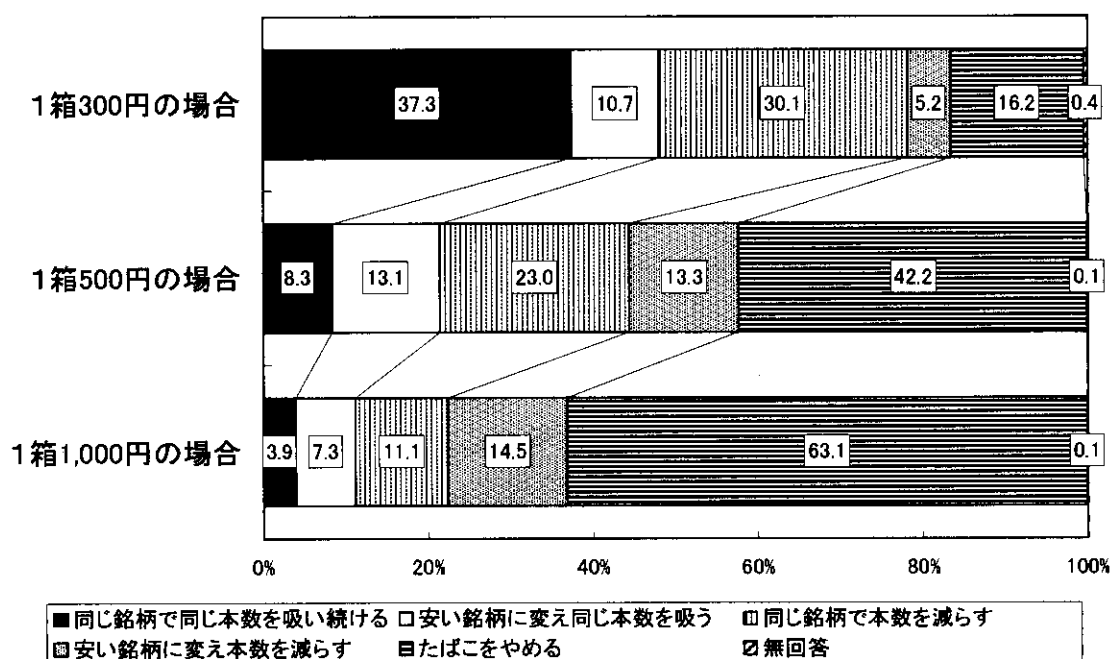 1箱300円の場合
37.3 10.7 30.1 5.2 16.2 0.4
1箱500円の場合
8.3 13.1 23.0 13.3 42.2 0.1
1箱1,000円の場合
3.9 7.3 11.1 14.5 63.1 0.1
0% 20% 40% 60% 80% 100%
同じ銘柄で同じ本数を吸い続ける 安い銘柄に変え同じ本数を吸う 同じ銘柄で本数を減らす
安い銘柄に変え本数を減らす たばこをやめる 無回答